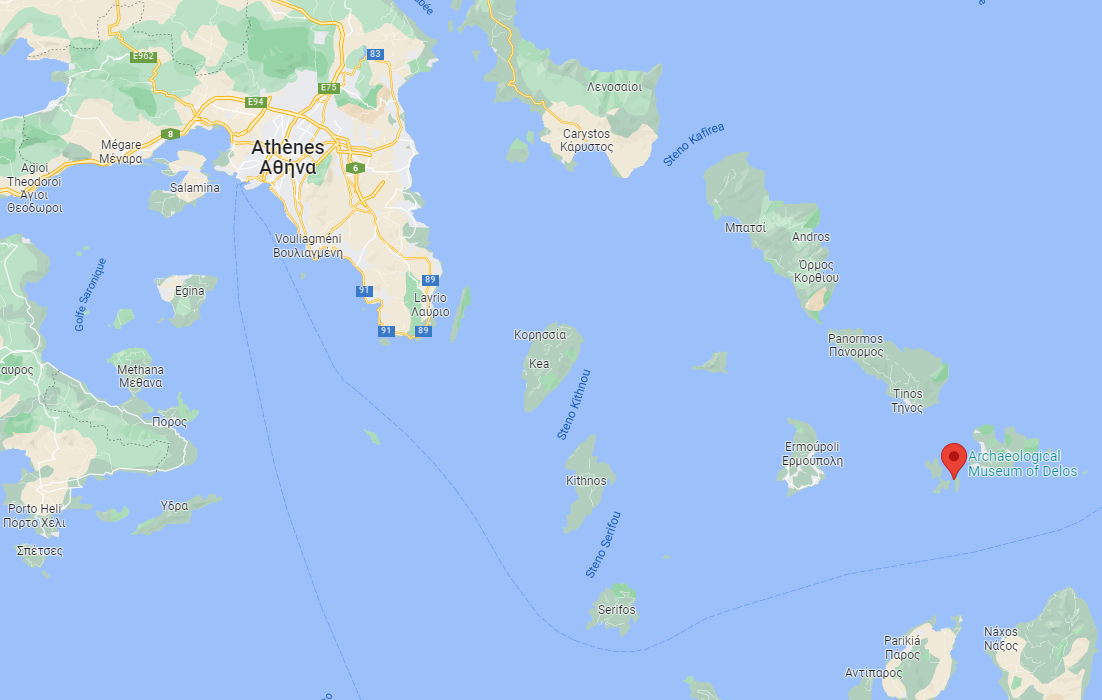 bée
E962
83
Λενοσαίοι
E75
E94
8
Carystos
Κάρυστος
Steno Kafirea
Mégare
Μέγαρα
Athènes
Αθήνα
6
Agioi
Theodoroi
Άγιοι
Θεόδωροι
Salamina
Μπατσί
Andros
Vouliagméni
Βουλιαγμένη
Όρμος
Κορθίου
Golfe Saronique
Egina
91
89
Lavrio
Λαύριο
91
89
Κορησσία
Kea
Panormos
Πάνορμος
αυρος
Methana
Μέθανα
Steno Kithnou
Tinos
Τήνος
Πόρος
Ermoúpoli
Ερμούπολη
Archaeological
Museum of Delos
Kithnos
Porto Heli
Πόρτο Χέλι
Ύδρα
Σπέτσες
Steno Serifou
Serifos
Parikiá
Πάρος
Náxos
Νάξος
Αντίπαρος